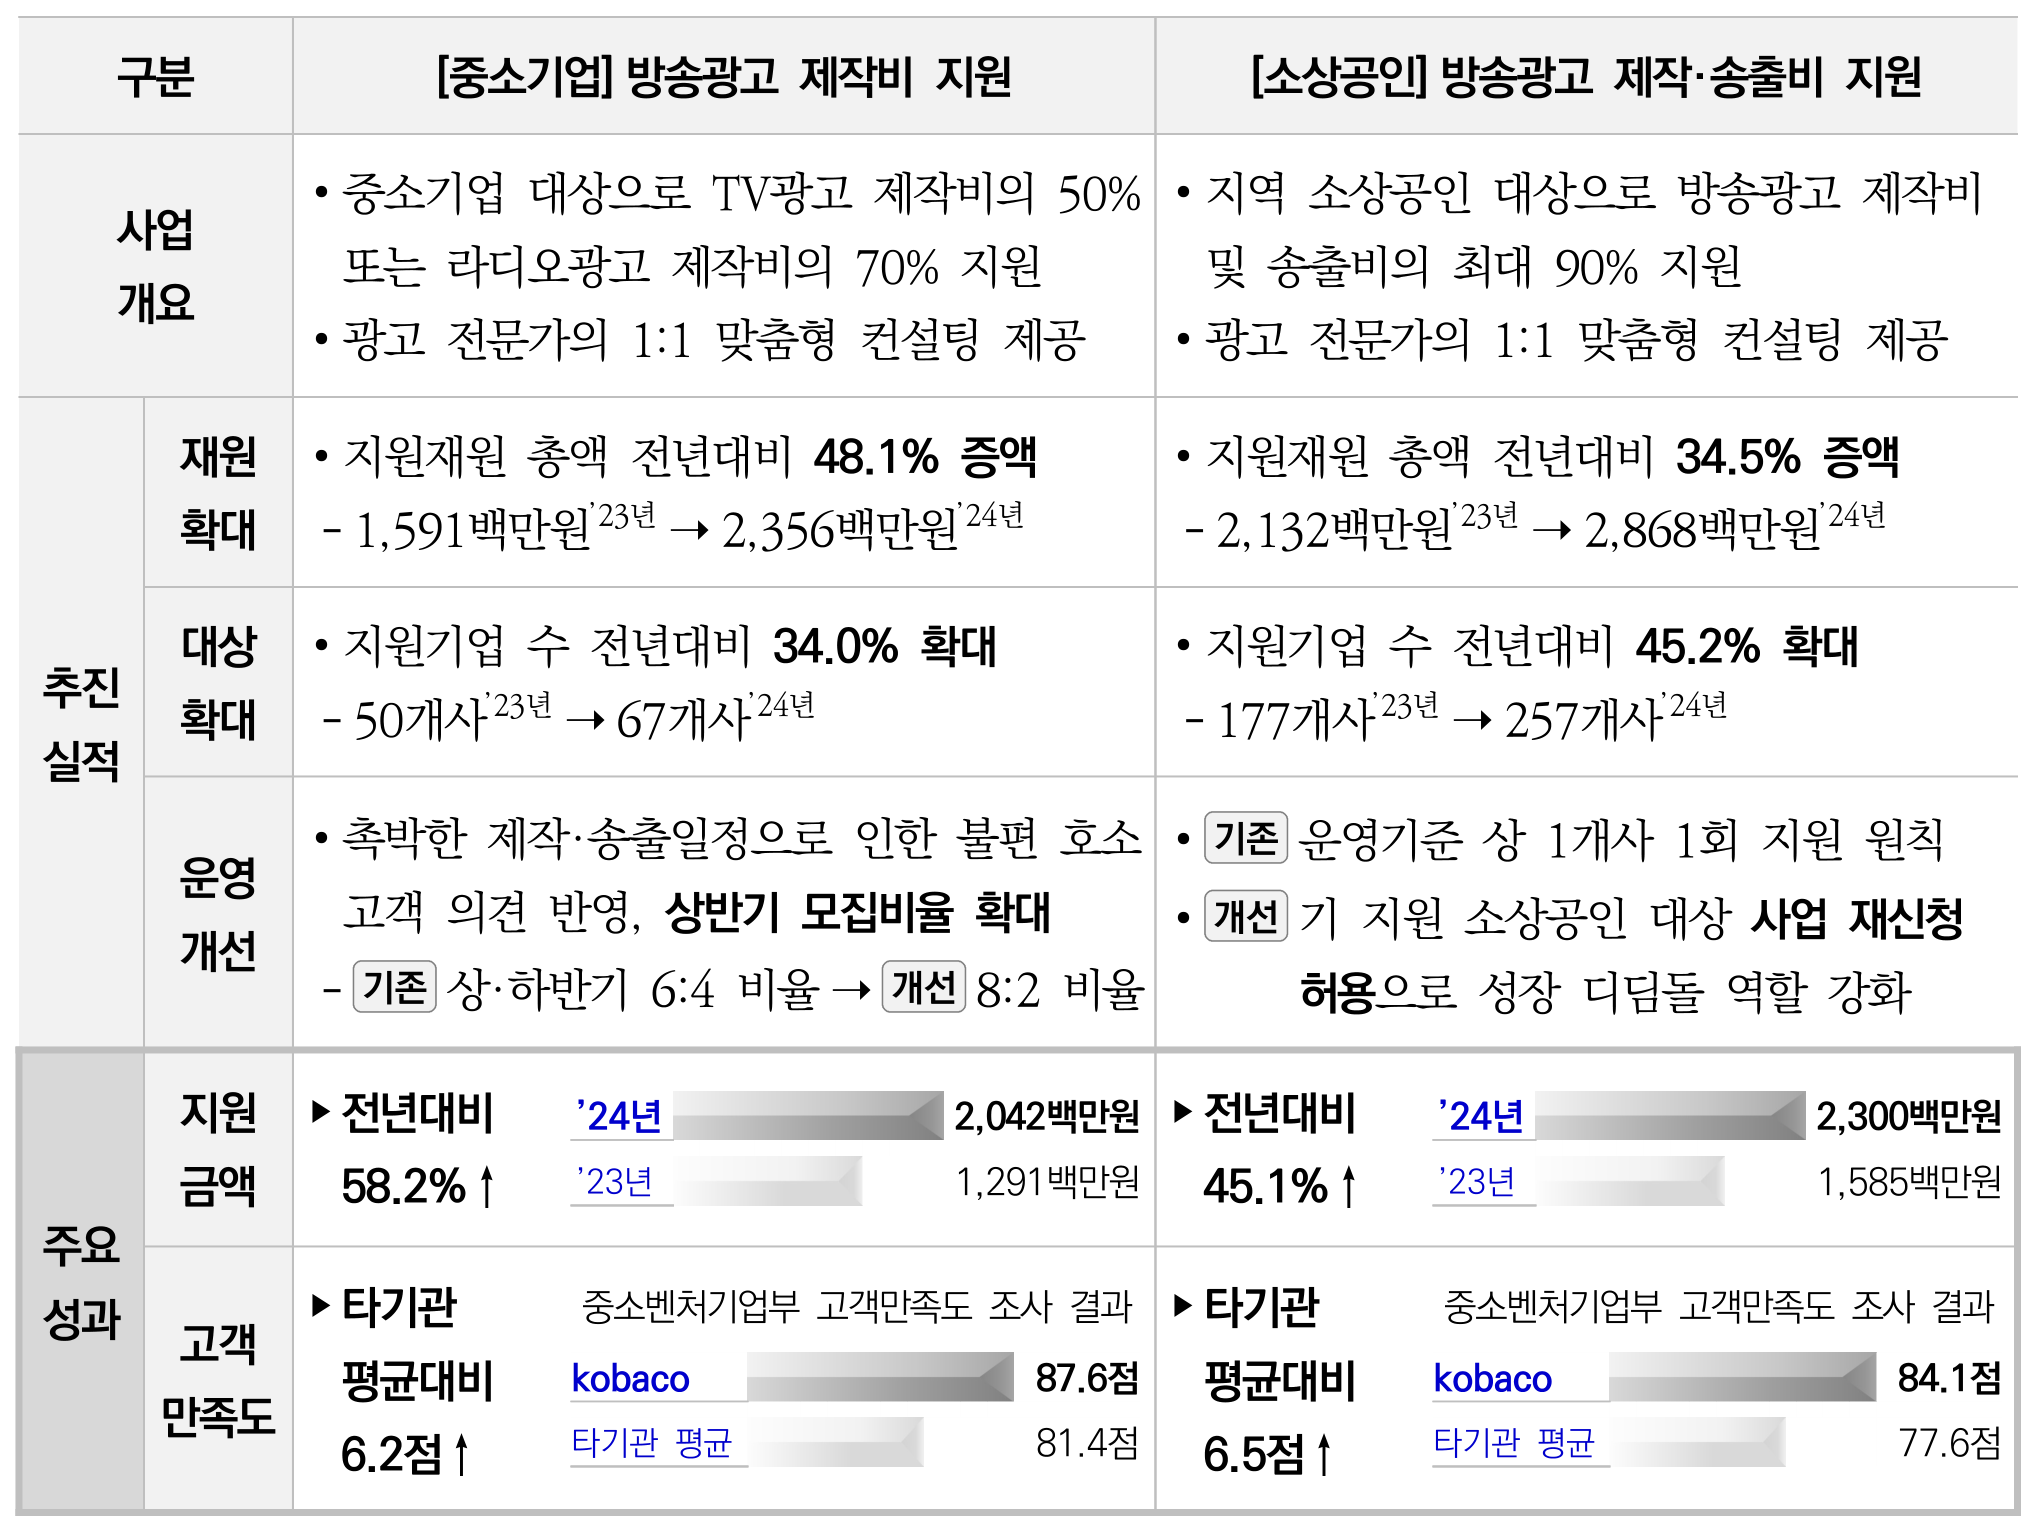 구분
[중소기업] 방송광고 제작비 지원
[소상공인] 방송광고 제작·송출비 지원
사업
개요
• 중소기업 대상으로 TV광고 제작비의 50%
또는 라디오광고 제작비의 70% 지원
• 광고 전문가의 1:1 맞춤형 컨설팅 제공
• 지역 소상공인 대상으로 방송광고 제작비
및 송출비의 최대 90% 지원
• 광고 전문가의 1:1 맞춤형 컨설팅 제공
추진
실적
재원
확대
• 지원재원 총액 전년대비 48.1% 증액
- 1,591백만원’23년 → 2,356백만원’24년
• 지원재원 총액 전년대비 34.5% 증액
- 2,132백만원’23년 → 2,868백만원’24년
대상
확대
• 지원기업 수 전년대비 34.0% 확대
- 50개사’23년 → 67개사’24년
• 지원기업 수 전년대비 45.2% 확대
- 177개사’23년 → 257개사’24년
운영
개선
• 촉박한 제작·송출일정으로 인한 불편 호소
고객 의견 반영, 상반기 모집비율 확대
- 기존 상·하반기 6:4 비율 → 개선 8:2 비율
• 기존 운영기준 상 1개사 1회 지원 원칙
• 개선 기 지원 소상공인 대상 사업 재신청
허용으로 성장 디딤돌 역할 강화
주요
성과
지원
금액
▶ 전년대비
58.2% ↑
’24년 2,042백만원
’23년 1,291백만원
▶ 전년대비
45.1% ↑
’24년 2,300백만원
’23년 1,585백만원
고객
만족도
▶ 타기관
평균대비
6.2점 ↑
중소벤처기업부 고객만족도 조사 결과
kobaco 87.6점
타기관 평균 81.4점
▶ 타기관
평균대비
6.5점 ↑
중소벤처기업부 고객만족도 조사 결과
kobaco 84.1점
타기관 평균 77.6점